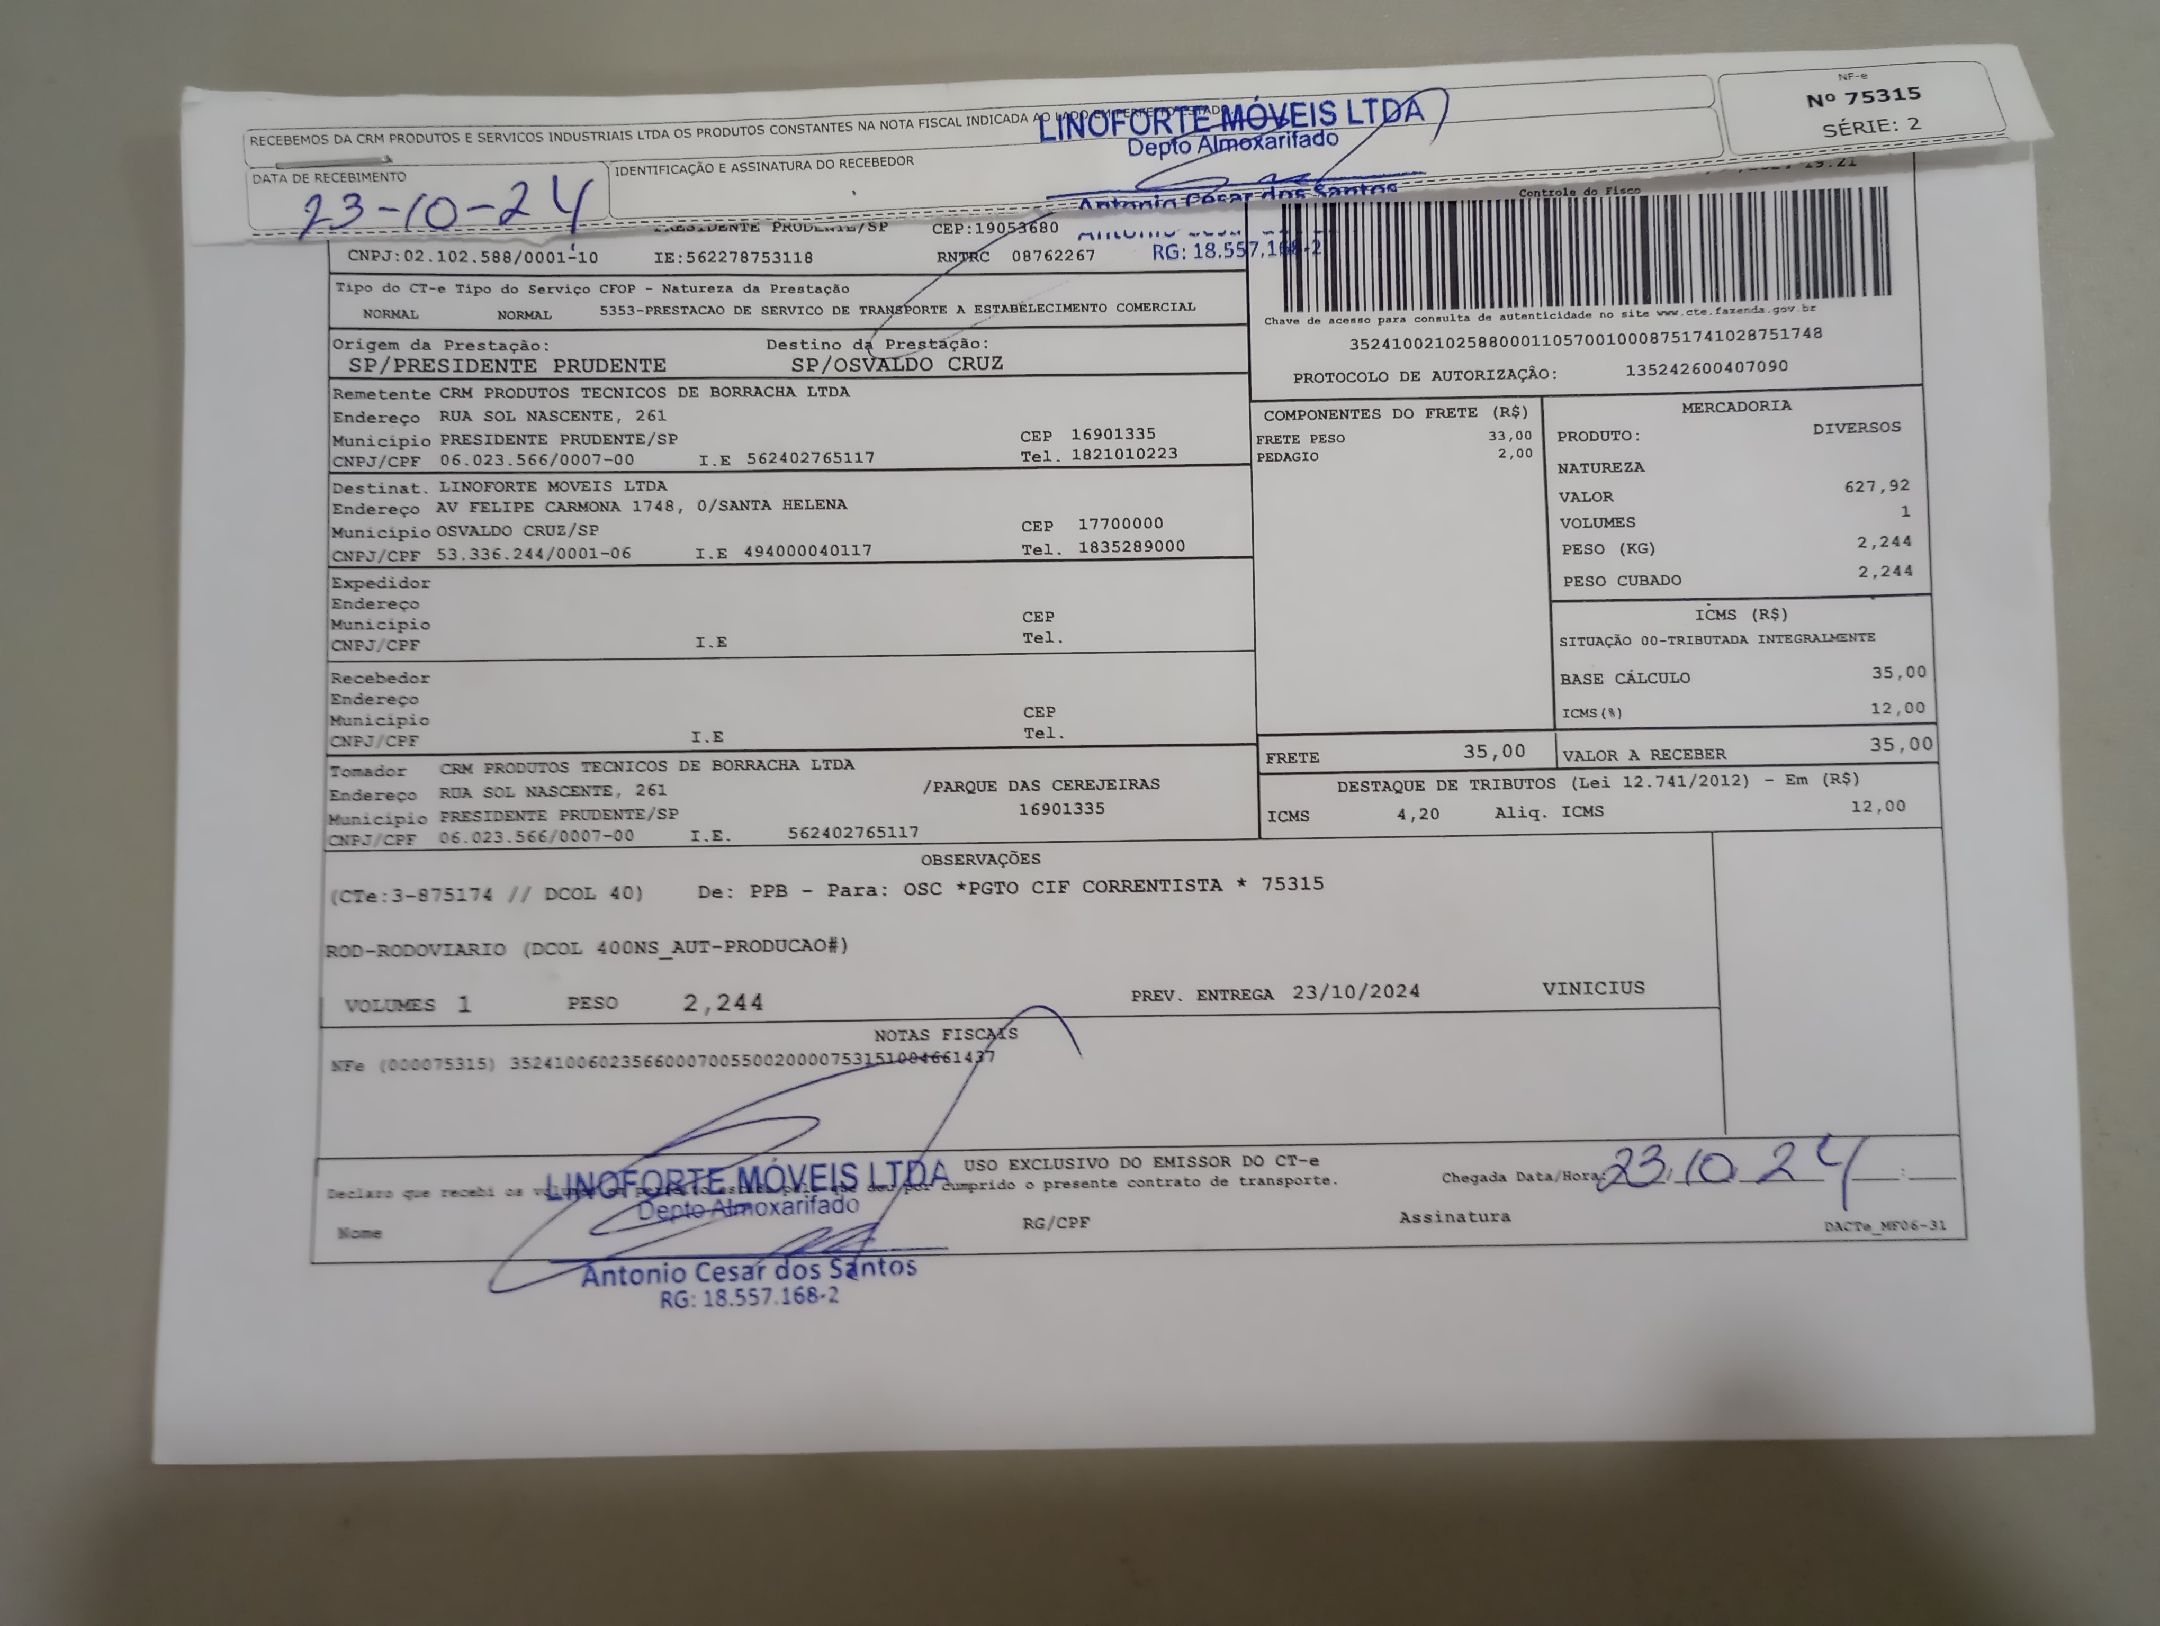 NF-e
Nº 75315
SÉRIE: 2
RECEBEMOS DA CRM PRODUTOS E SERVICOS INDUSTRIAIS LTDA OS PRODUTOS CONSTANTES NA NOTA FISCAL INDICADA AO LADO EM
LINOFORTE MÓVEIS LTDA
Depto Almoxarifado
DATA DE RECEBIMENTO
23-10-24
IDENTIFICAÇÃO E ASSINATURA DO RECEBEDOR
Antonio Cesar dos Santos
RG: 18.557.168-2
PRESIDENTE PRUDENTE/SP CEP:19053680
CNPJ:02.102.588/0001-10 IE:562278753118 RNTRC 08762267
Controle do Fisco
Chave de acesso para consulta de autenticidade no site www.cte.fazenda.gov.br
PROTOCOLO DE AUTORIZAÇÃO: 135242600407090
Tipo do CT-e Tipo do Serviço CFOP - Natureza da Prestação
NORMAL NORMAL 5353-PRESTACAO DE SERVICO DE TRANSPORTE A ESTABELECIMENTO COMERCIAL
Origem da Prestação: Destino da Prestação:
SP/PRESIDENTE PRUDENTE SP/OSVALDO CRUZ
Remetente CRM PRODUTOS TECNICOS DE BORRACHA LTDA
Endereço RUA SOL NASCENTE, 261
Municipio PRESIDENTE PRUDENTE/SP CEP 16901335
CNPJ/CPF 06.023.566/0007-00 I.E 562402765117 Tel. 1821010223
Destinat. LINOFORTE MOVEIS LTDA
Endereço AV FELIPE CARMONA 1748, 0/SANTA HELENA
Municipio OSVALDO CRUZ/SP CEP 17700000
CNPJ/CPF 53.336.244/0001-06 I.E 494000040117 Tel. 1835289000
Expedidor
Endereço
Municipio CEP
CNPJ/CPF I.E Tel.
Recebedor
Endereço
Municipio CEP
CNPJ/CPF I.E Tel.
Tomador CRM PRODUTOS TECNICOS DE BORRACHA LTDA
Endereço RUA SOL NASCENTE, 261 /PARQUE DAS CEREJEIRAS
Municipio PRESIDENTE PRUDENTE/SP 16901335
CNPJ/CPF 06.023.566/0007-00 I.E. 562402765117
COMPONENTES DO FRETE (R$)
FRETE PESO 33,00
PEDAGIO 2,00
MERCADORIA
PRODUTO: DIVERSOS
NATUREZA
VALOR 627,92
VOLUMES 1
PESO (KG) 2,244
PESO CUBADO 2,244
ICMS (R$)
SITUAÇÃO 00-TRIBUTADA INTEGRALMENTE
BASE CÁLCULO 35,00
ICMS(%) 12,00
FRETE 35,00 VALOR A RECEBER 35,00
DESTAQUE DE TRIBUTOS (Lei 12.741/2012) - Em (R$)
ICMS 4,20 Aliq. ICMS 12,00
OBSERVAÇÕES
(CTe:3-875174 // DCOL 40) De: PPB - Para: OSC *PGTO CIF CORRENTISTA * 75315
ROD-RODOVIARIO (DCOL 400NS_AUT-PRODUCAO#)
VOLUMES 1 PESO 2,244 PREV. ENTREGA 23/10/2024 VINICIUS
NOTAS FISCAIS
NFe (000075315)
USO EXCLUSIVO DO EMISSOR DO CT-e
Declaro que recebi os cumprido o presente contrato de transporte.
Chegada Data/Hora: 23 10 24
Nome RG/CPF Assinatura
DACTe_MF06-31
LINOFORTE MÓVEIS LTDA
Depto Almoxarifado
Antonio Cesar dos Santos
RG: 18.557.168-2